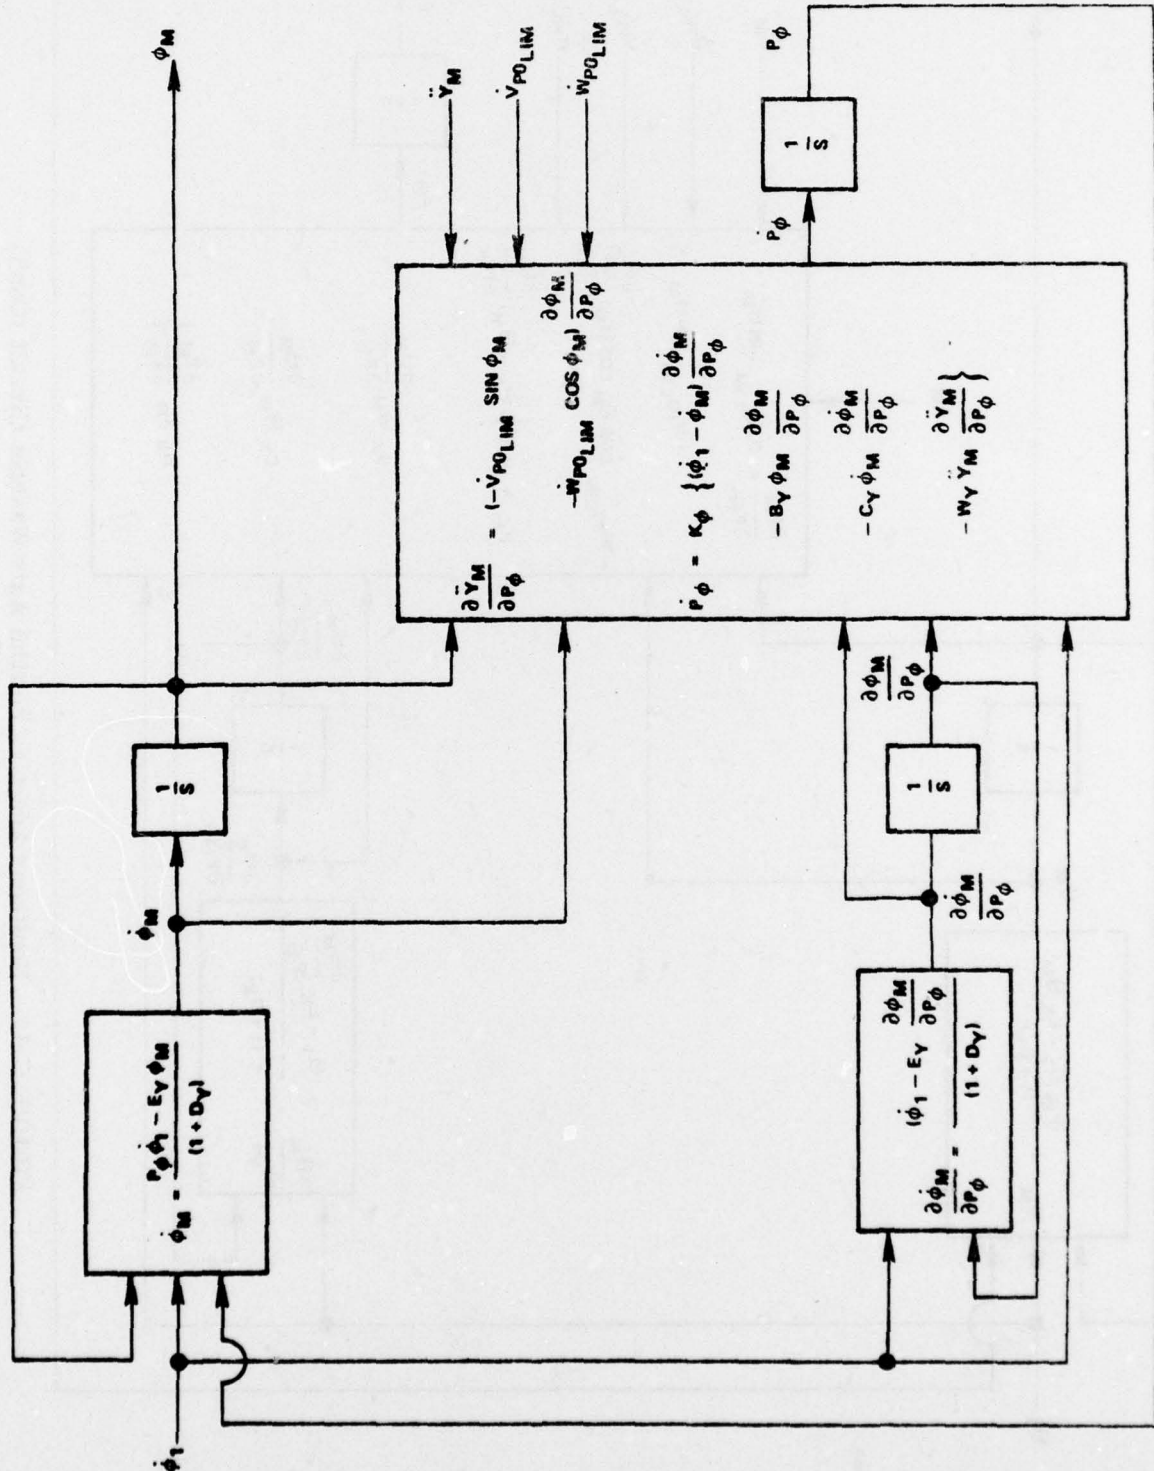 φ̇₁
φ̇_M = (P_φ φ̇₁ − E_Y φ_M) / (1 + D_Y)
φ̇_M
1/S
φ_M
Ÿ_M
V̇_PO_LIM
Ẇ_PO_LIM
∂Ÿ_M/∂P_φ = (−V̇_PO_LIM SIN φ_M
−Ẇ_PO_LIM COS φ_M) ∂φ_M/∂P_φ
Ṗ_φ = K_φ {(φ̇₁ − φ̇_M) ∂φ̇_M/∂P_φ
− B_Y φ_M ∂φ_M/∂P_φ
− C_Y φ̇_M ∂φ̇_M/∂P_φ
− W_Y Ÿ_M ∂Ÿ_M/∂P_φ}
Ṗ_φ
1/S
P_φ
∂φ̇_M/∂P_φ = (φ̇₁ − E_Y ∂φ_M/∂P_φ / (1 + D_Y)
∂φ̇_M/∂P_φ
1/S
∂φ_M/∂P_φ